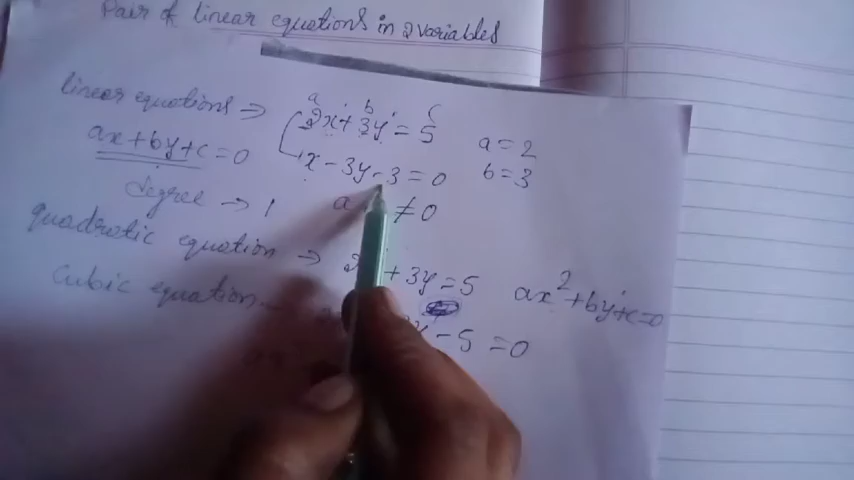 Pair of linear equations in 2 variables
linear equations → 2x + 3y = 5
a b c
a = 2
ax + by + c = 0
x - 3y - 3 = 0
b = 3
degree → 1
a ≠ 0
quadratic equation → + 3y = 5
ax² + by + c = 0
Cubic equation
- 5 = 0